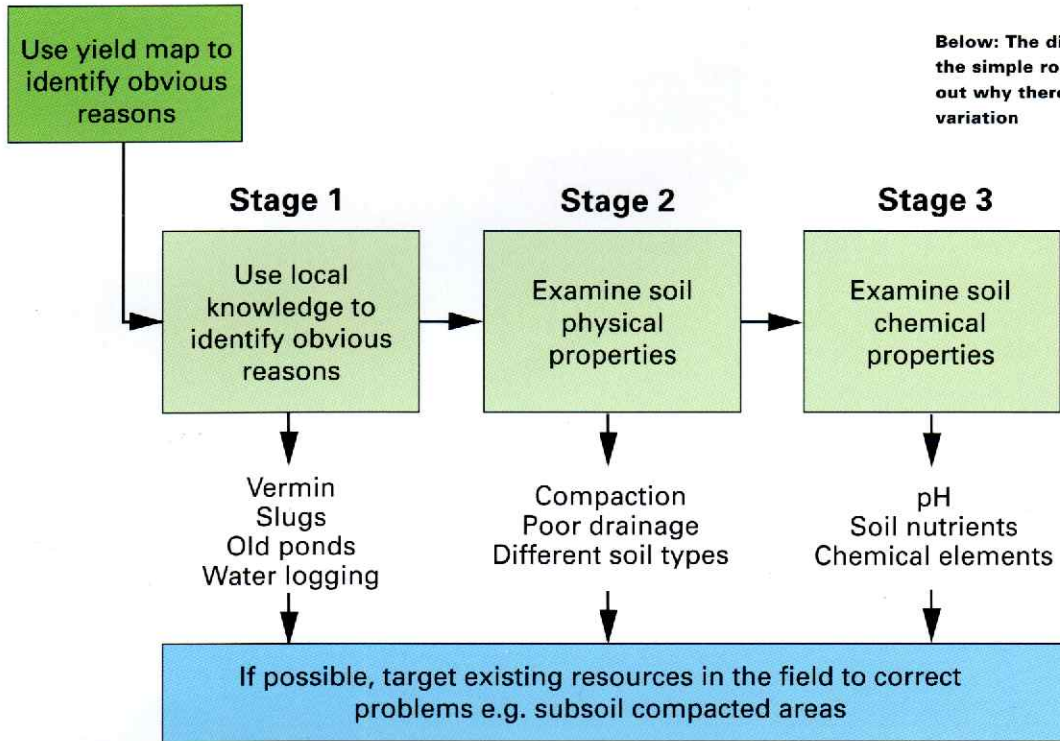 Use yield map to
identify obvious
reasons
Below: The di
the simple ro
out why there
variation
Stage 1
Stage 2
Stage 3
Use local
knowledge to
identify obvious
reasons
Examine soil
physical
properties
Examine soil
chemical
properties
Vermin
Slugs
Old ponds
Water logging
Compaction
Poor drainage
Different soil types
pH
Soil nutrients
Chemical elements
If possible, target existing resources in the field to correct
problems e.g. subsoil compacted areas